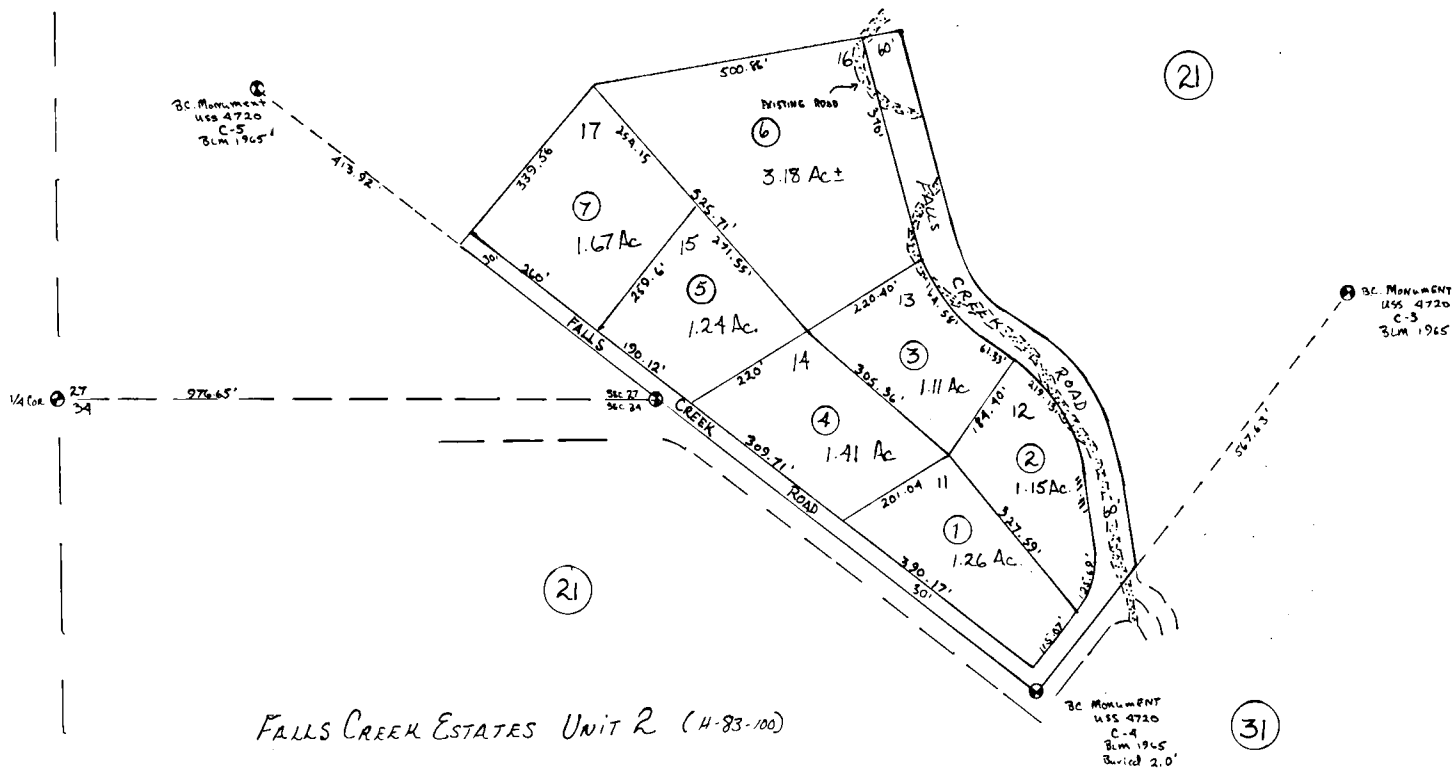 500.86'
60'
16
21
EXISTING ROAD
340'
BC. Monument
USS 4720
C-5
BLM 1965
413.92
17
254.15
6
3.18 Ac ±
339.56
525.71'
7
1.67 Ac
15
271.55'
FALLS
CREEK
ROAD
30'
260'
269.6'
5
1.24 Ac.
220.40'
13
BC. MONUMENT
USS 4720
C-3
BLM 1965
FALLS
190.12'
14
3
61.33'
1.11 Ac
220'
305.36'
1/4 COR
27
34
976.65'
SEC 27
SEC 34
CREEK
4
1.41 Ac
184.40'
12
567.63'
309.71'
2
1.15 Ac.
ROAD
201.04
11
60'
1
1.26 Ac.
327.59'
21
390.17'
30'
115.07'
FALLS CREEK ESTATES UNIT 2 (H-83-100)
BC MONUMENT
USS 4720
C-4
BLM 1965
Buried 2.0'
31